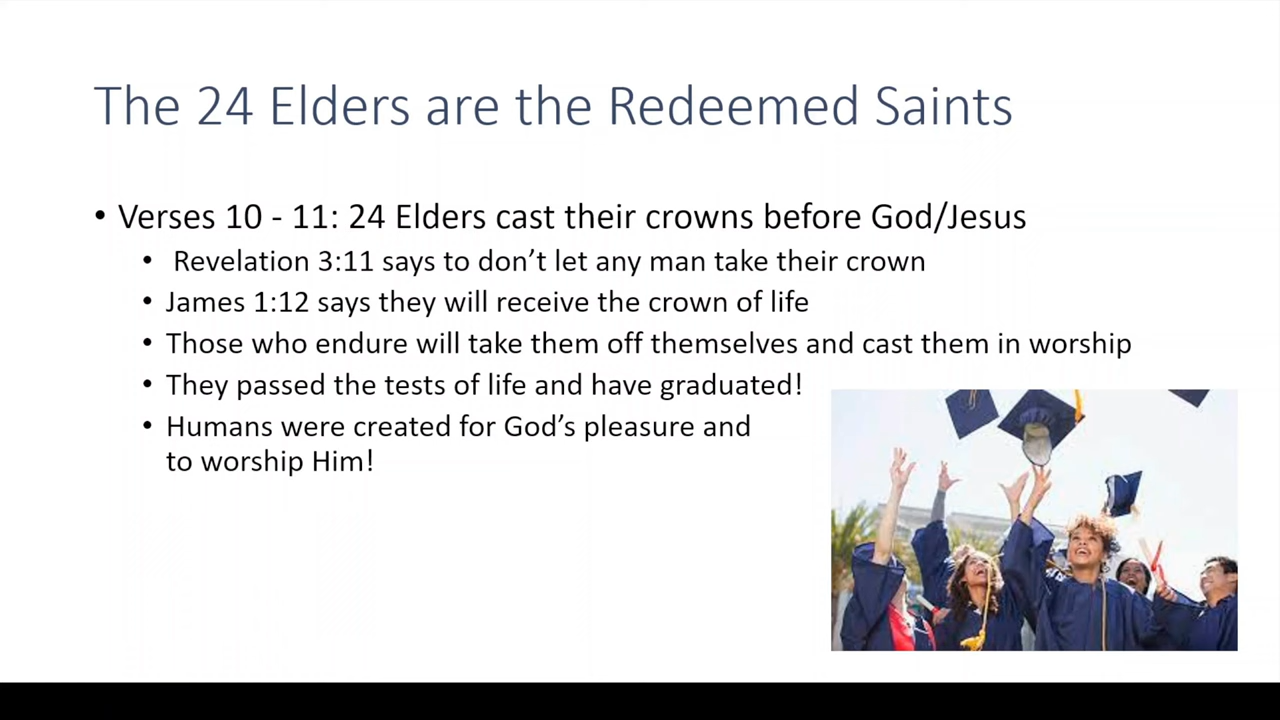 The 24 Elders are the Redeemed Saints
• Verses 10 - 11: 24 Elders cast their crowns before God/Jesus
• Revelation 3:11 says to don’t let any man take their crown
• James 1:12 says they will receive the crown of life
• Those who endure will take them off themselves and cast them in worship
• They passed the tests of life and have graduated!
• Humans were created for God’s pleasure and
to worship Him!